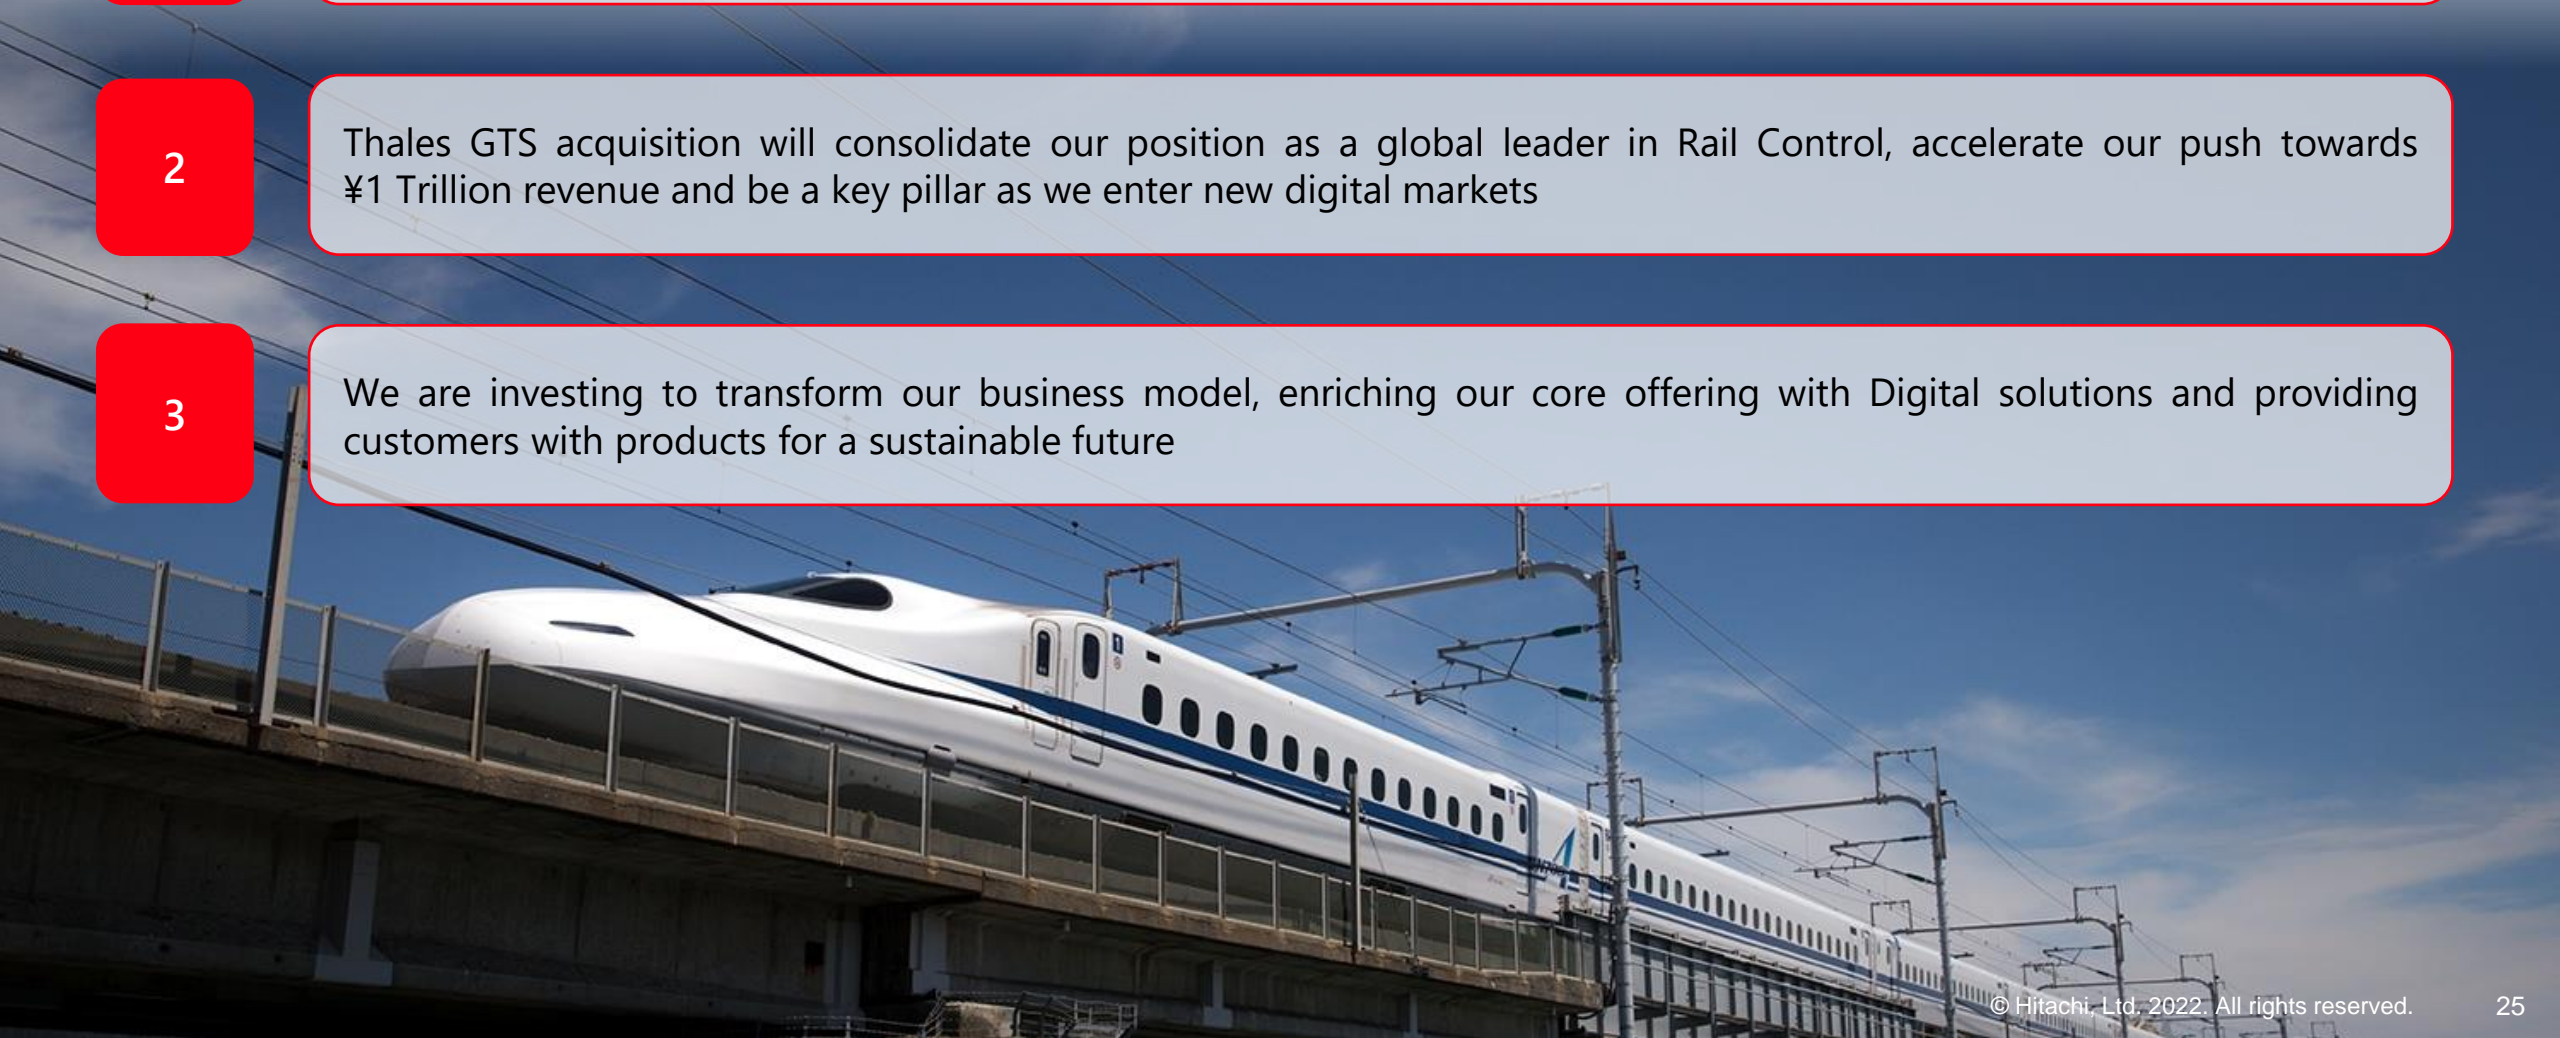 2
Thales GTS acquisition will consolidate our position as a global leader in Rail Control, accelerate our push towards
¥1 Trillion revenue and be a key pillar as we enter new digital markets
3
We are investing to transform our business model, enriching our core offering with Digital solutions and providing
customers with products for a sustainable future
1
© Hitachi, Ltd. 2022. All rights reserved.
25